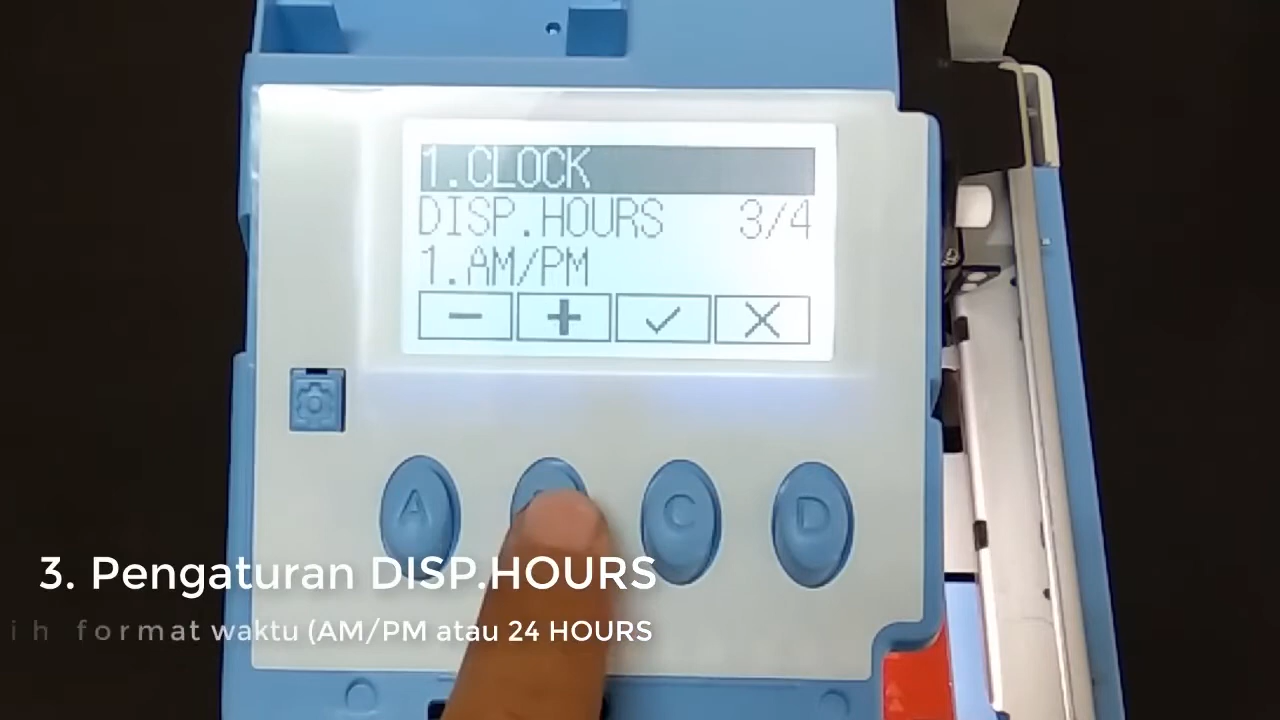 1.CLOCK
DISP.HOURS 3/4
1.AM/PM
A C D
3. Pengaturan DISP.HOURS
format waktu (AM/PM atau 24 HOURS